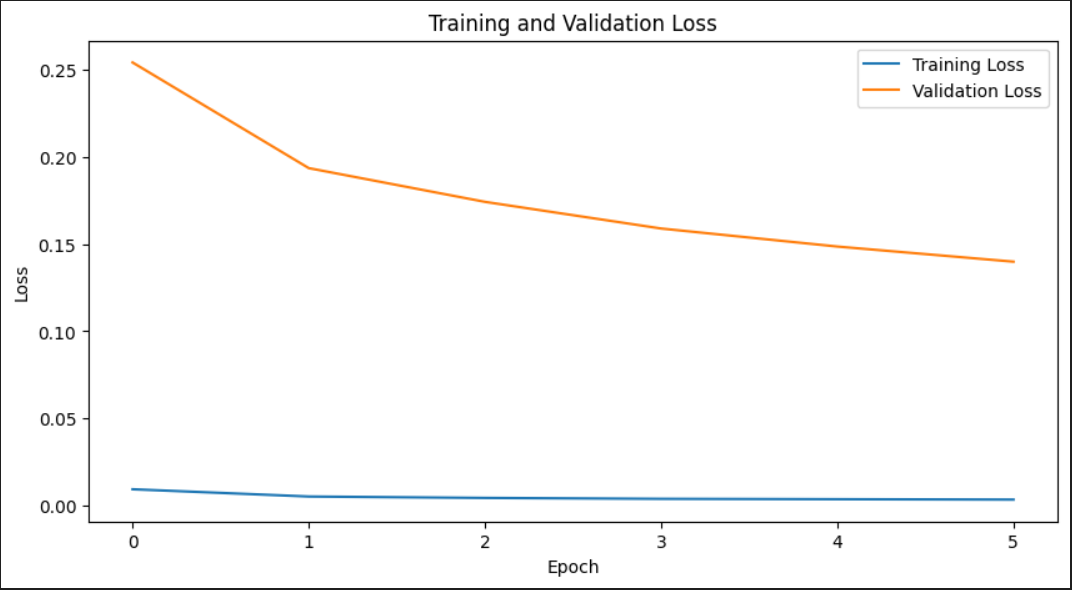 Training and Validation Loss
Training Loss
Validation Loss
0.25
0.20
0.15
0.10
0.05
0.00
Loss
0 1 2 3 4 5
Epoch